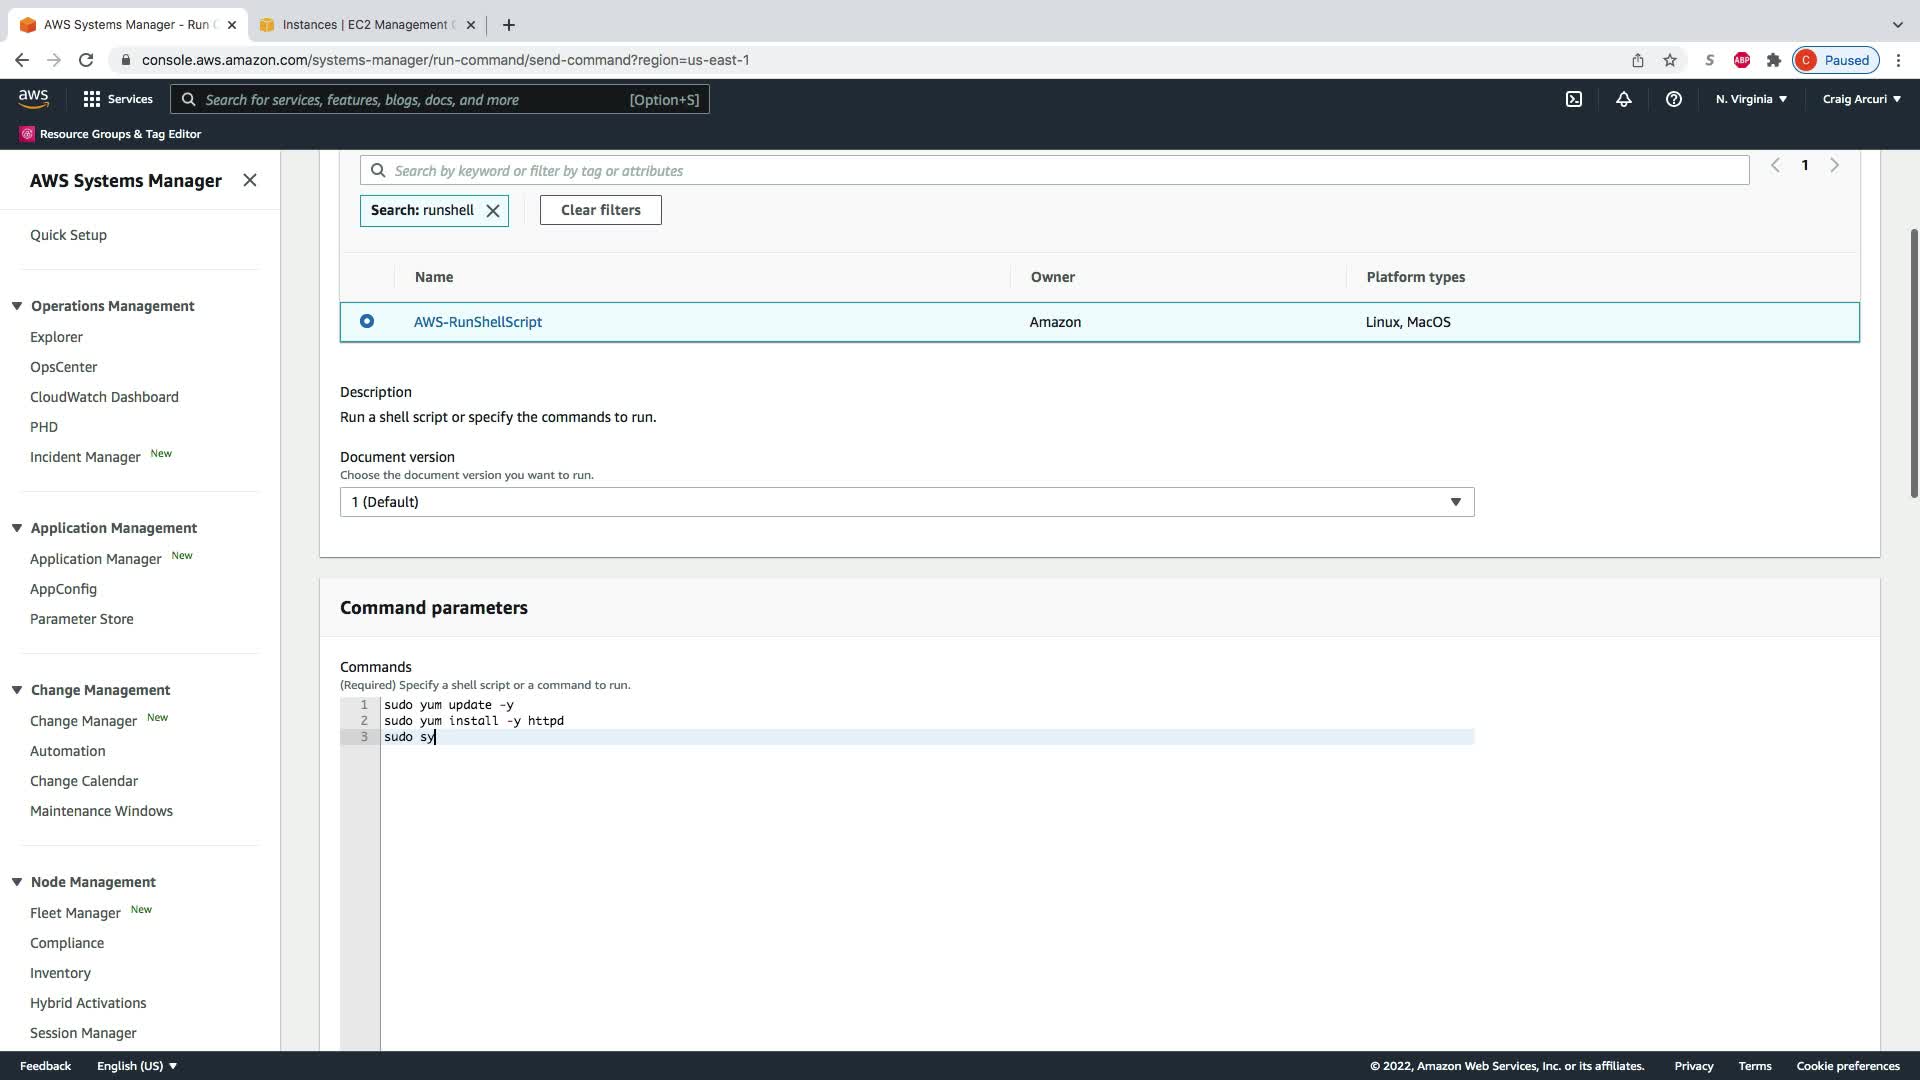 AWS Systems Manager - Run C
Instances | EC2 Management C
console.aws.amazon.com/systems-manager/run-command/send-command?region=us-east-1
S
ABP
C
Paused
aws
Services
Search for services, features, blogs, docs, and more
[Option+S]
N. Virginia
Craig Arcuri
Resource Groups & Tag Editor
AWS Systems Manager
Quick Setup
Operations Management
Explorer
OpsCenter
CloudWatch Dashboard
PHD
Incident Manager New
Application Management
Application Manager New
AppConfig
Parameter Store
Change Management
Change Manager New
Automation
Change Calendar
Maintenance Windows
Node Management
Fleet Manager New
Compliance
Inventory
Hybrid Activations
Session Manager
Search by keyword or filter by tag or attributes
1
Search: runshell
Clear filters
Name Owner Platform types
AWS-RunShellScript Amazon Linux, MacOS
Description
Run a shell script or specify the commands to run.
Document version
Choose the document version you want to run.
1 (Default)
Command parameters
Commands
(Required) Specify a shell script or a command to run.
1 sudo yum update -y
2 sudo yum install -y httpd
3 sudo sy
Feedback English (US)
© 2022, Amazon Web Services, Inc. or its affiliates. Privacy Terms Cookie preferences